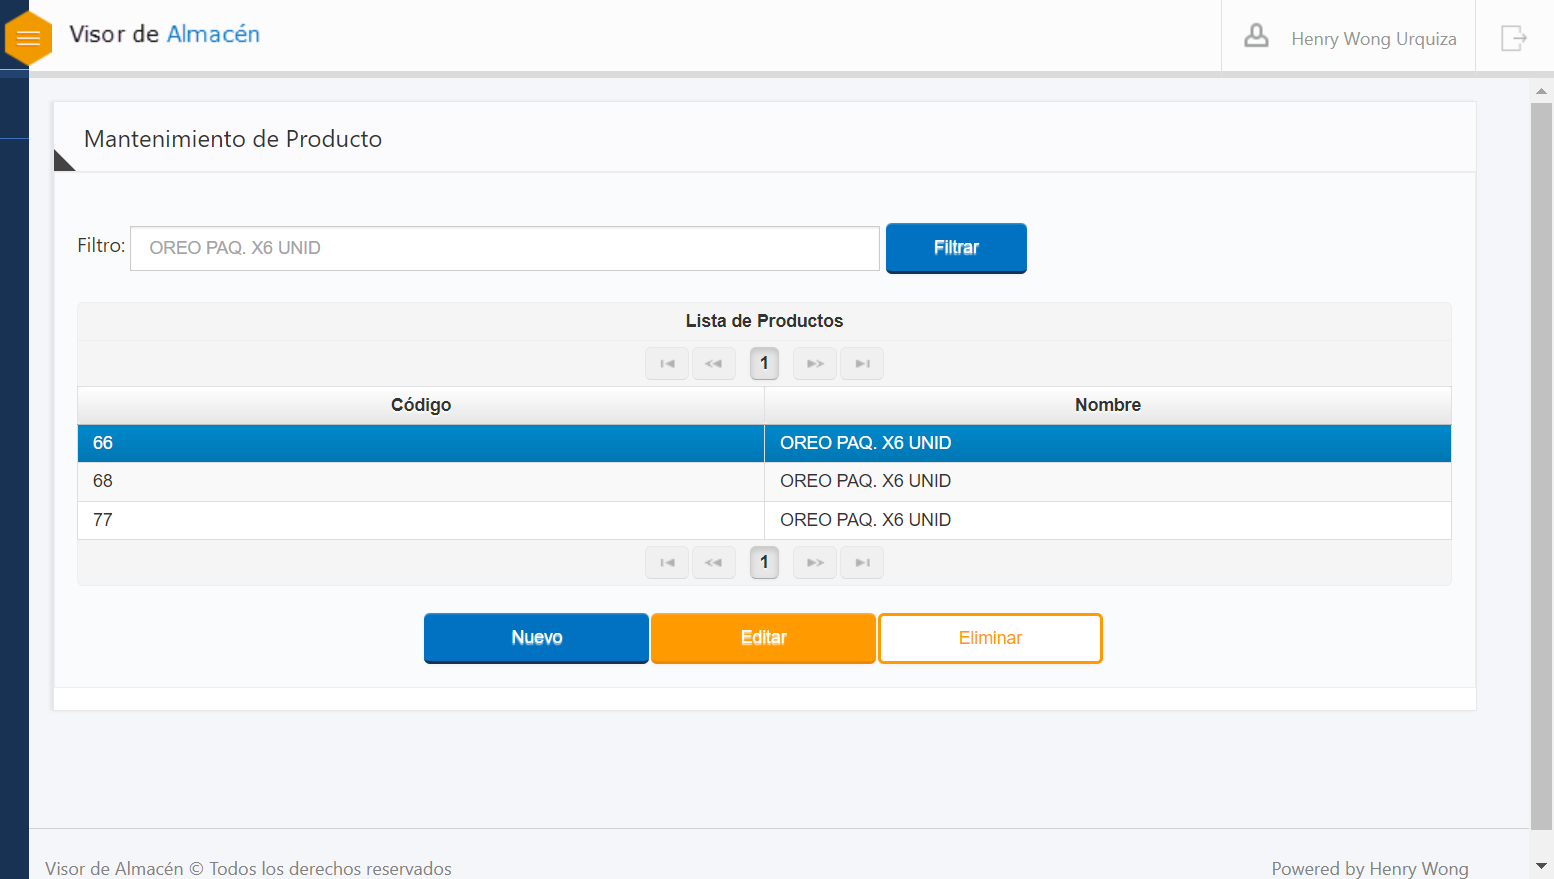 Visor de Almacén
Henry Wong Urquiza
Mantenimiento de Producto
Filtro: OREO PAQ. X6 UNID Filtrar
Lista de Productos
1
Código Nombre
66 OREO PAQ. X6 UNID
68 OREO PAQ. X6 UNID
77 OREO PAQ. X6 UNID
1
Nuevo Editar Eliminar
Visor de Almacén © Todos los derechos reservados Powered by Henry Wong